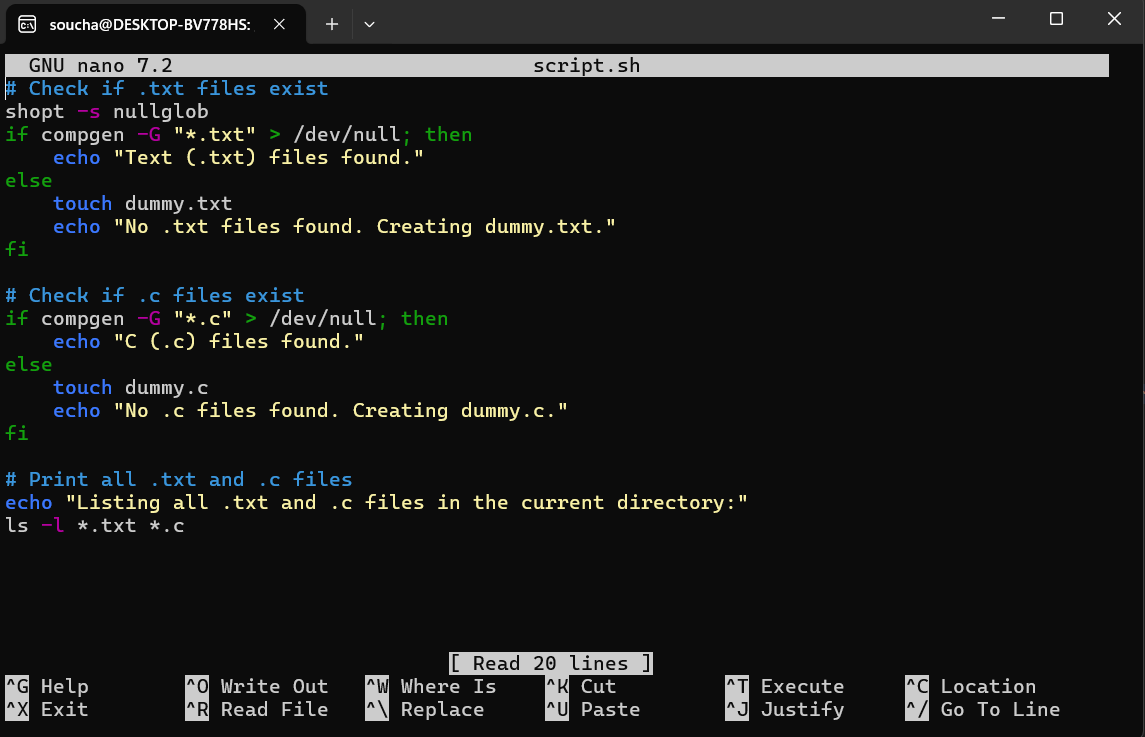 soucha@DESKTOP-BV778HS:
GNU nano 7.2 script.sh
# Check if .txt files exist
shopt -s nullglob
if compgen -G "*.txt" > /dev/null; then
    echo "Text (.txt) files found."
else
    touch dummy.txt
    echo "No .txt files found. Creating dummy.txt."
fi

# Check if .c files exist
if compgen -G "*.c" > /dev/null; then
    echo "C (.c) files found."
else
    touch dummy.c
    echo "No .c files found. Creating dummy.c."
fi

# Print all .txt and .c files
echo "Listing all .txt and .c files in the current directory:"
ls -l *.txt *.c
[ Read 20 lines ]
^G Help ^O Write Out ^W Where Is ^K Cut ^T Execute ^C Location
^X Exit ^R Read File ^\ Replace ^U Paste ^J Justify ^/ Go To Line